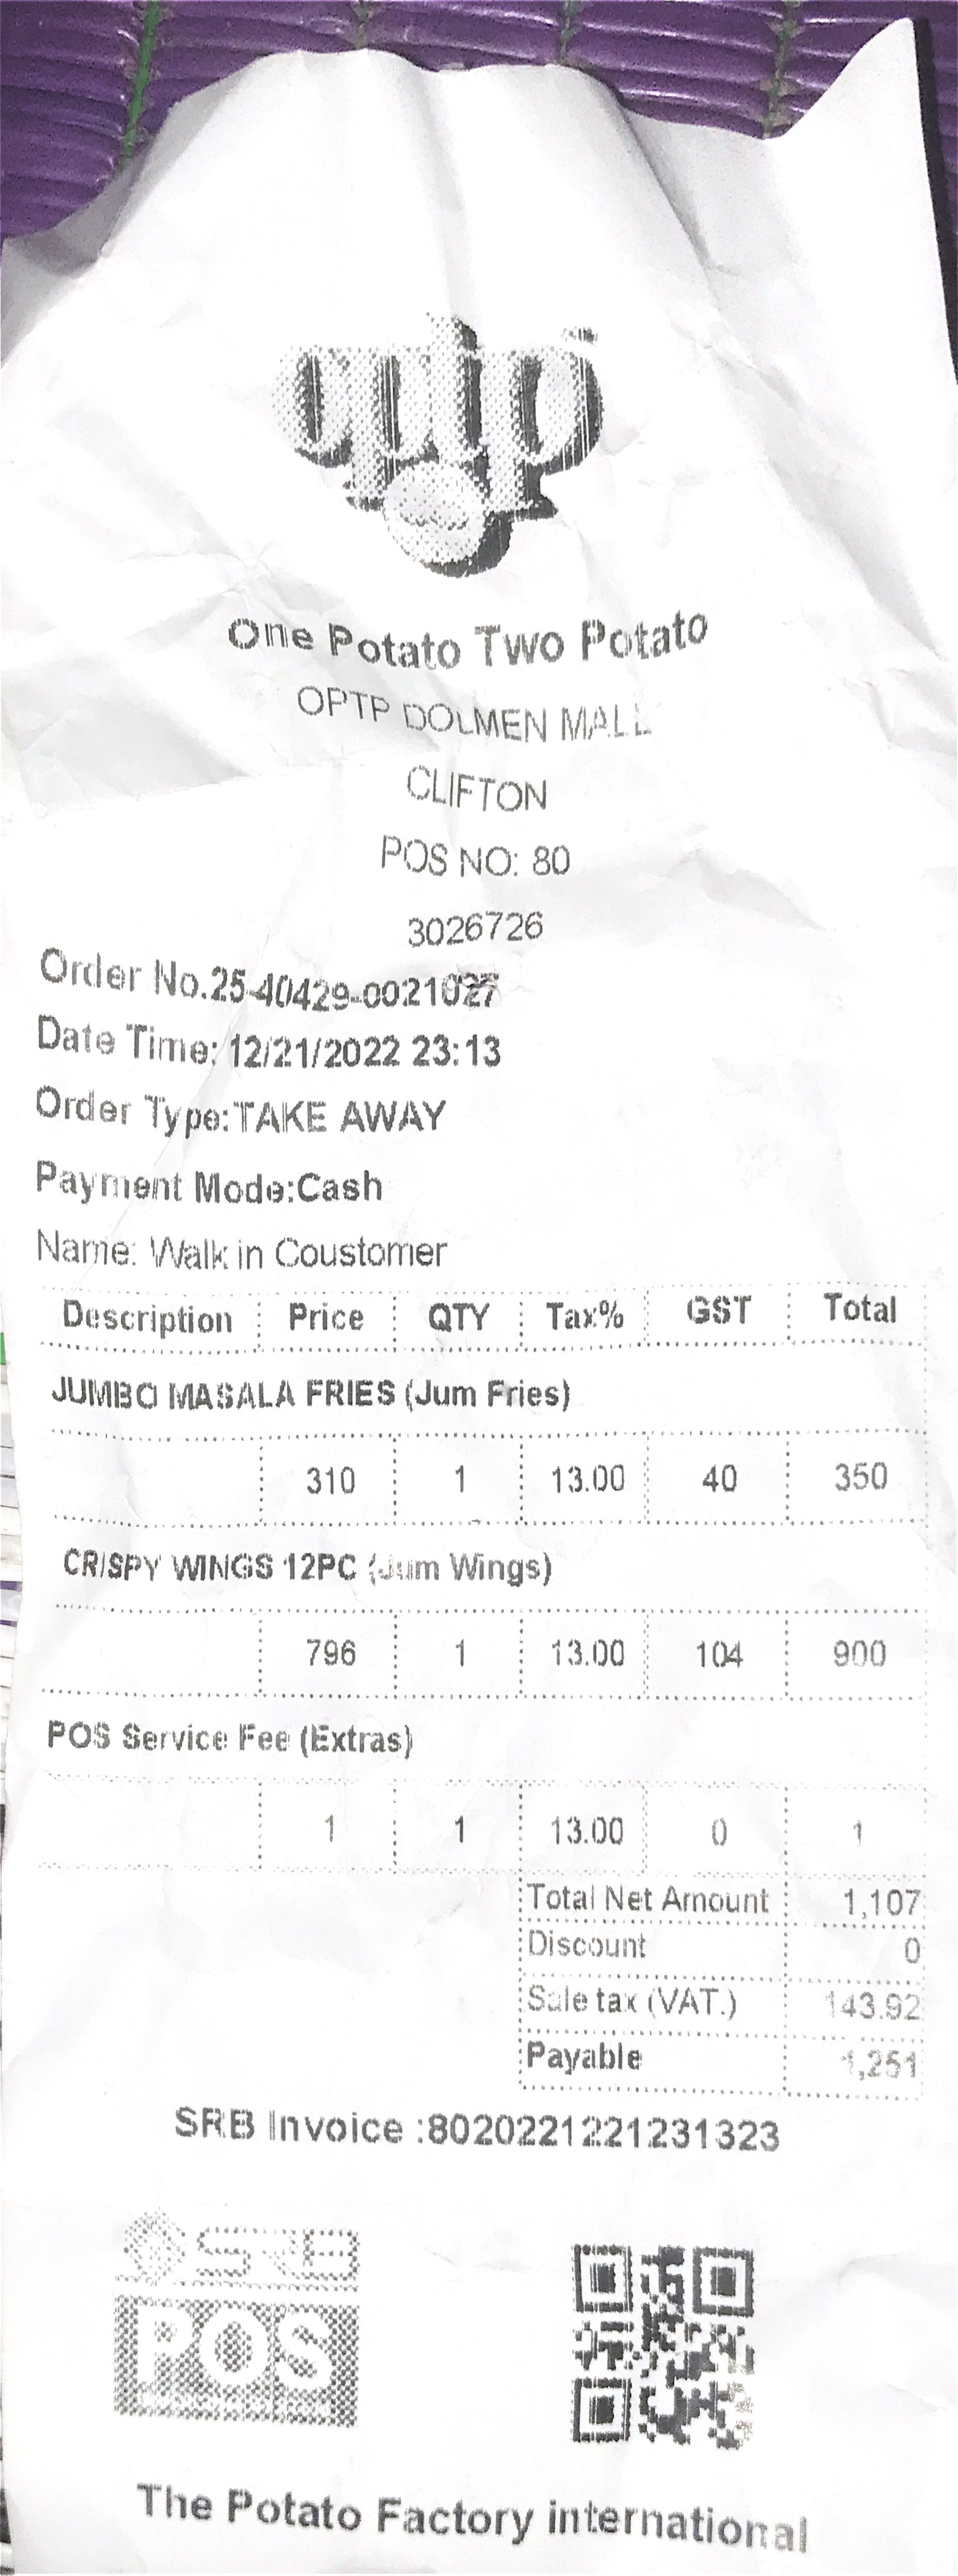 optp
One Potato Two Potato
OPTP DOLMEN MALL
CLIFTON
POS NO: 80
3026726
Order No.25-40429-0021027
Date Time: 12/21/2022 23:13
Order Type:TAKE AWAY
Payment Mode:Cash
Name: Walk in Coustomer
Description Price QTY Tax% GST Total
JUMBO MASALA FRIES (Jum Fries)
310 1 13.00 40 350
CRISPY WINGS 12PC (Jum Wings)
796 1 13.00 104 900
POS Service Fee (Extras)
1 1 13.00 0 1
Total Net Amount 1,107
Discount 0
Sale tax (VAT.) 143.92
Payable 1,251
SRB Invoice :8020221221231323
SRB
POS
The Potato Factory international